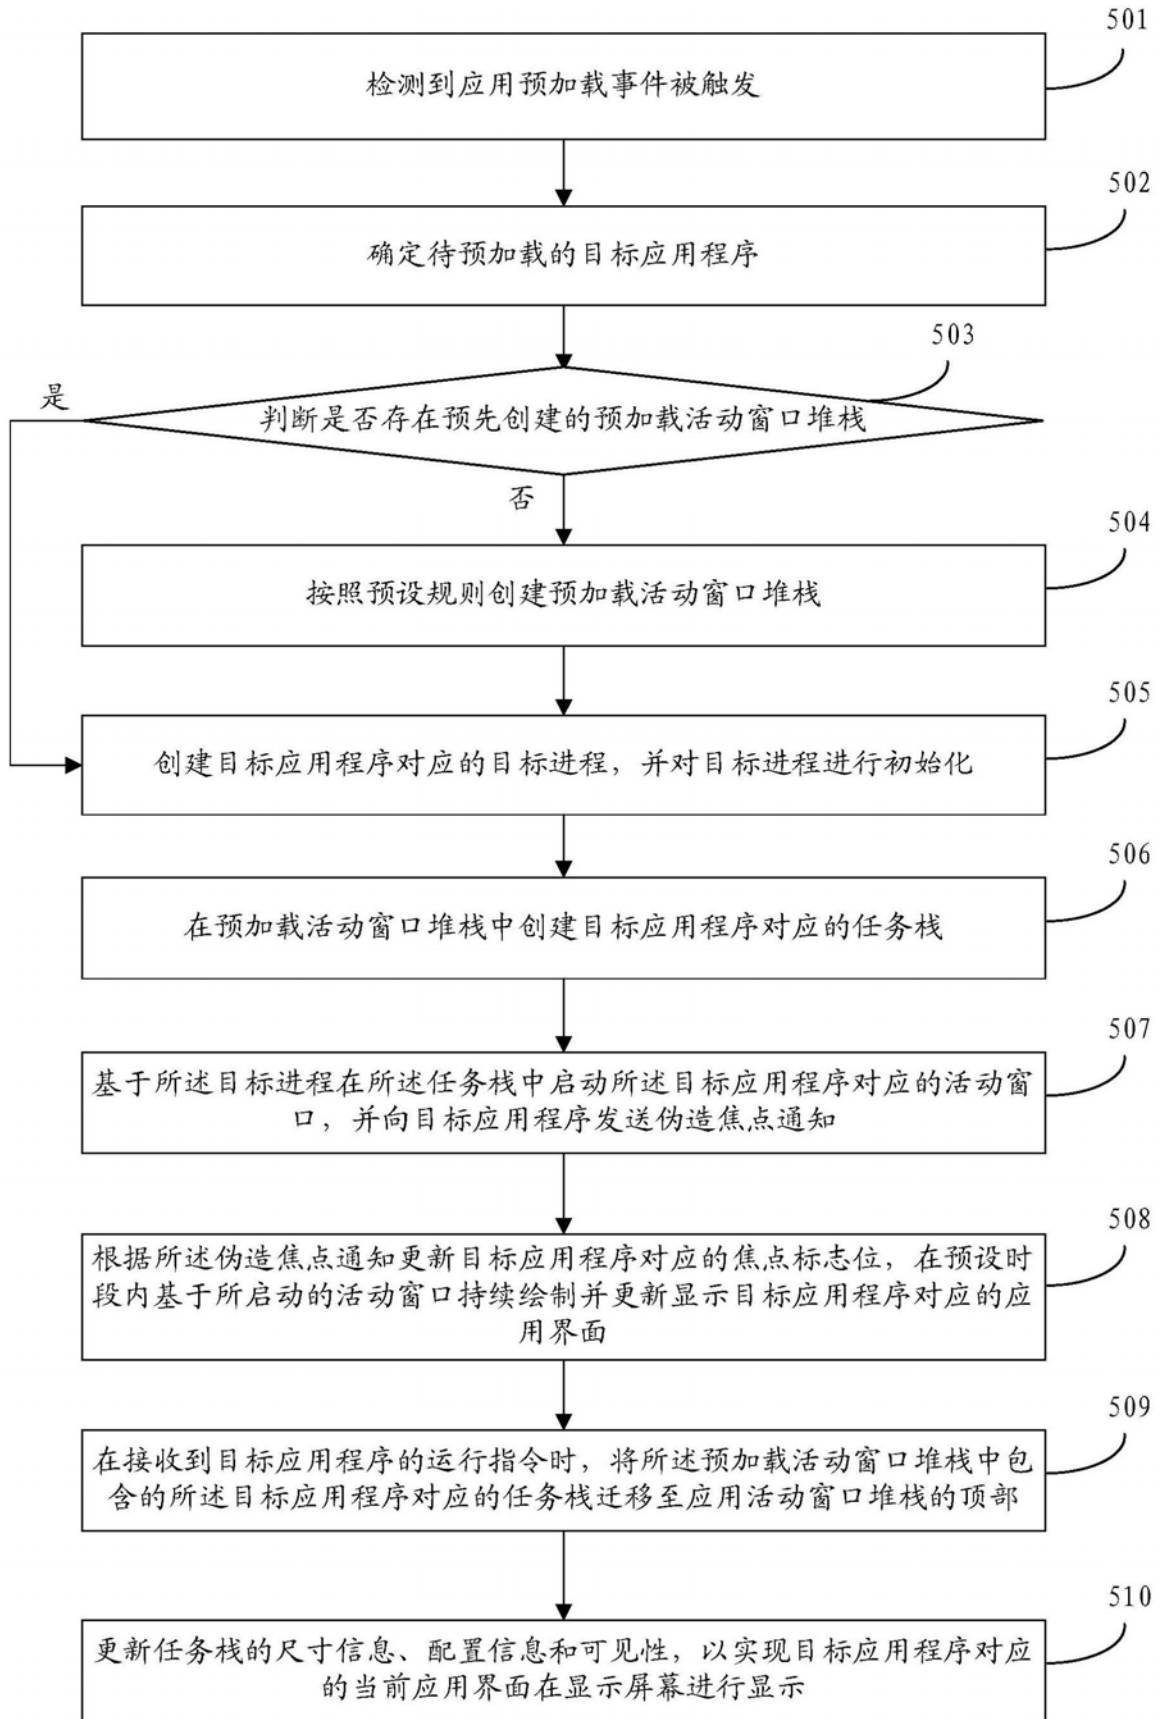 501
检测到应用预加载事件被触发
502
确定待预加载的目标应用程序
503
是
判断是否存在预先创建的预加载活动窗口堆栈
否
504
按照预设规则创建预加载活动窗口堆栈
505
创建目标应用程序对应的目标进程，并对目标进程进行初始化
506
在预加载活动窗口堆栈中创建目标应用程序对应的任务栈
507
基于所述目标进程在所述任务栈中启动所述目标应用程序对应的活动窗
口，并向目标应用程序发送伪造焦点通知
508
根据所述伪造焦点通知更新目标应用程序对应的焦点标志位，在预设时
段内基于所启动的活动窗口持续绘制并更新显示目标应用程序对应的应
用界面
509
在接收到目标应用程序的运行指令时，将所述预加载活动窗口堆栈中包
含的所述目标应用程序对应的任务栈迁移至应用活动窗口堆栈的顶部
510
更新任务栈的尺寸信息、配置信息和可见性，以实现目标应用程序对应
的当前应用界面在显示屏幕进行显示